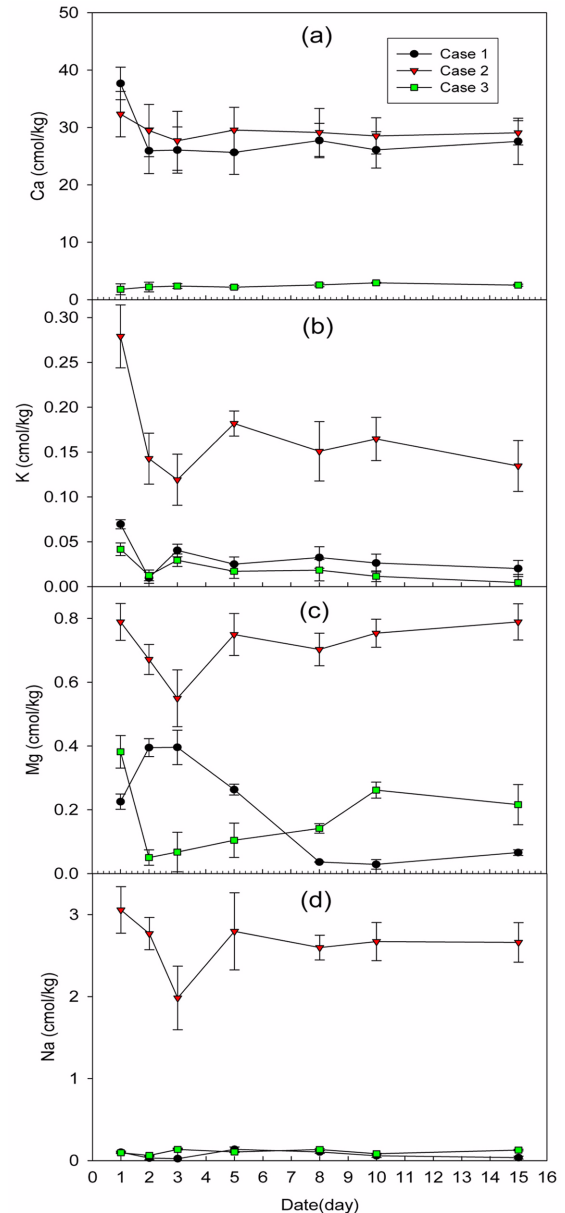 (a)
Case 1
Case 2
Case 3
Ca (cmol/kg)
50
40
30
20
10
0
(b)
K (cmol/kg)
0.30
0.25
0.20
0.15
0.10
0.05
0.00
(c)
Mg (cmol/kg)
0.8
0.6
0.4
0.2
0.0
(d)
Na (cmol/kg)
3
2
1
0
0 1 2 3 4 5 6 7 8 9 10 11 12 13 14 15 16
Date(day)